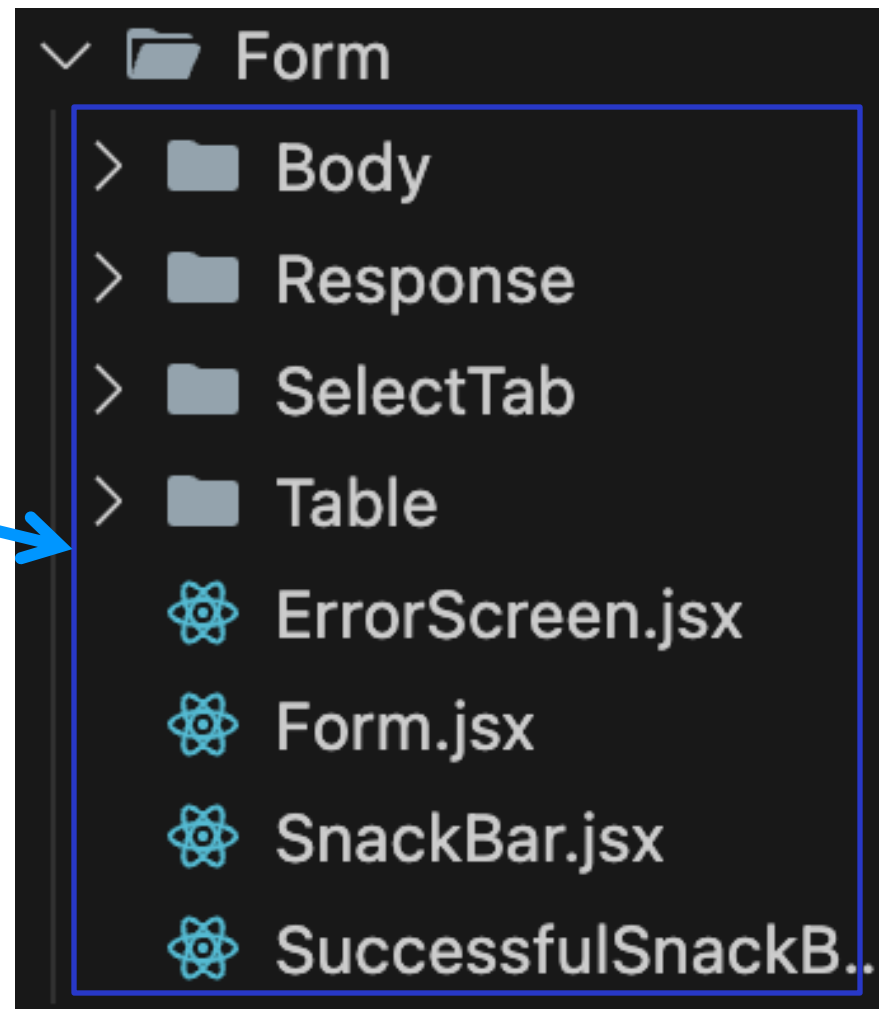 Form
Body
Response
SelectTab
Table
ErrorScreen.jsx
Form.jsx
SnackBar.jsx
SuccessfulSnackB..